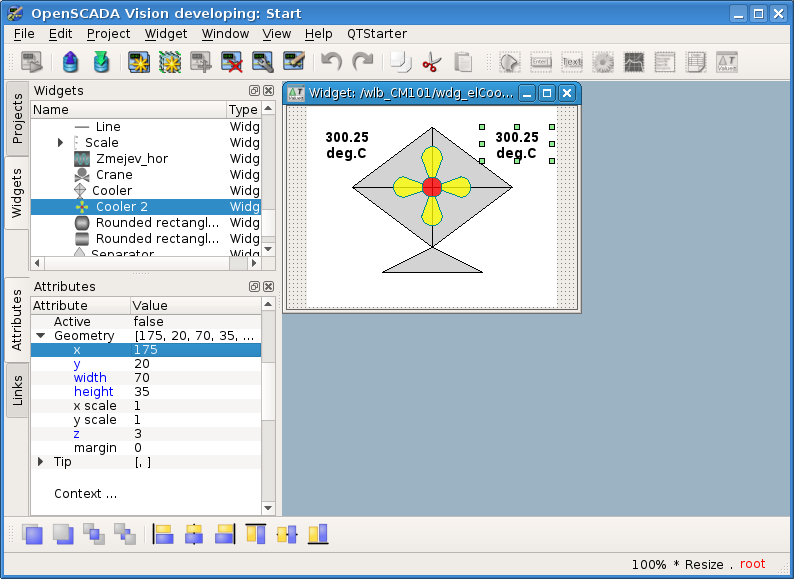 OpenSCADA Vision developing: Start
File Edit Project Widget Window View Help QTStarter
Text
Projects
Widgets
Attributes
Links
Widgets
Name Type
Line Widg
Scale Widg
Zmejev_hor Widg
Crane Widg
Cooler Widg
Cooler 2 Widg
Rounded rectangl... Widg
Rounded rectangl... Widg
Separator Widg
Attributes
Attribute Value
Active false
Geometry [175, 20, 70, 35, ...
x 175
y 20
width 70
height 35
x scale 1
y scale 1
z 3
margin 0
Tip [, ]
Context ...
Widget: /wlb_CM101/wdg_elCoo...
300.25
deg.C
300.25
deg.C
100% * Resize . root